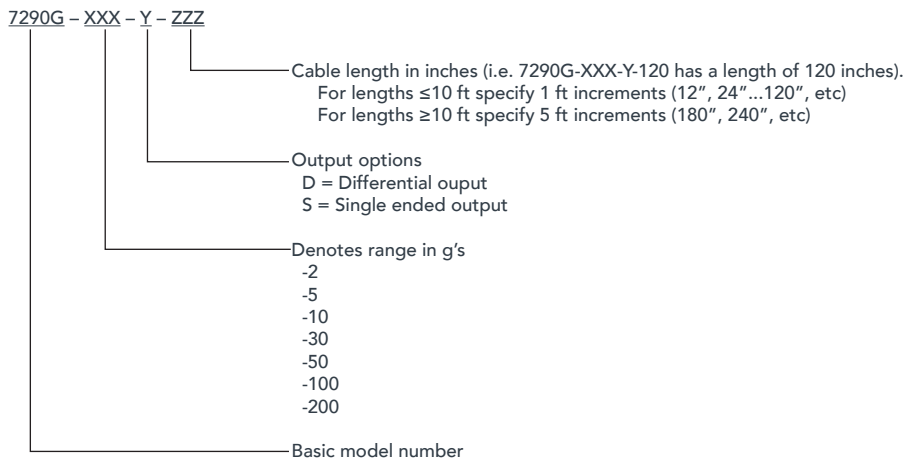 7290G – XXX – Y – ZZZ
Cable length in inches (i.e. 7290G-XXX-Y-120 has a length of 120 inches).
For lengths ≤10 ft specify 1 ft increments (12″, 24″...120″, etc)
For lengths ≥10 ft specify 5 ft increments (180″, 240″, etc)
Output options
D = Differential ouput
S = Single ended output
Denotes range in g's
-2
-5
-10
-30
-50
-100
-200
Basic model number